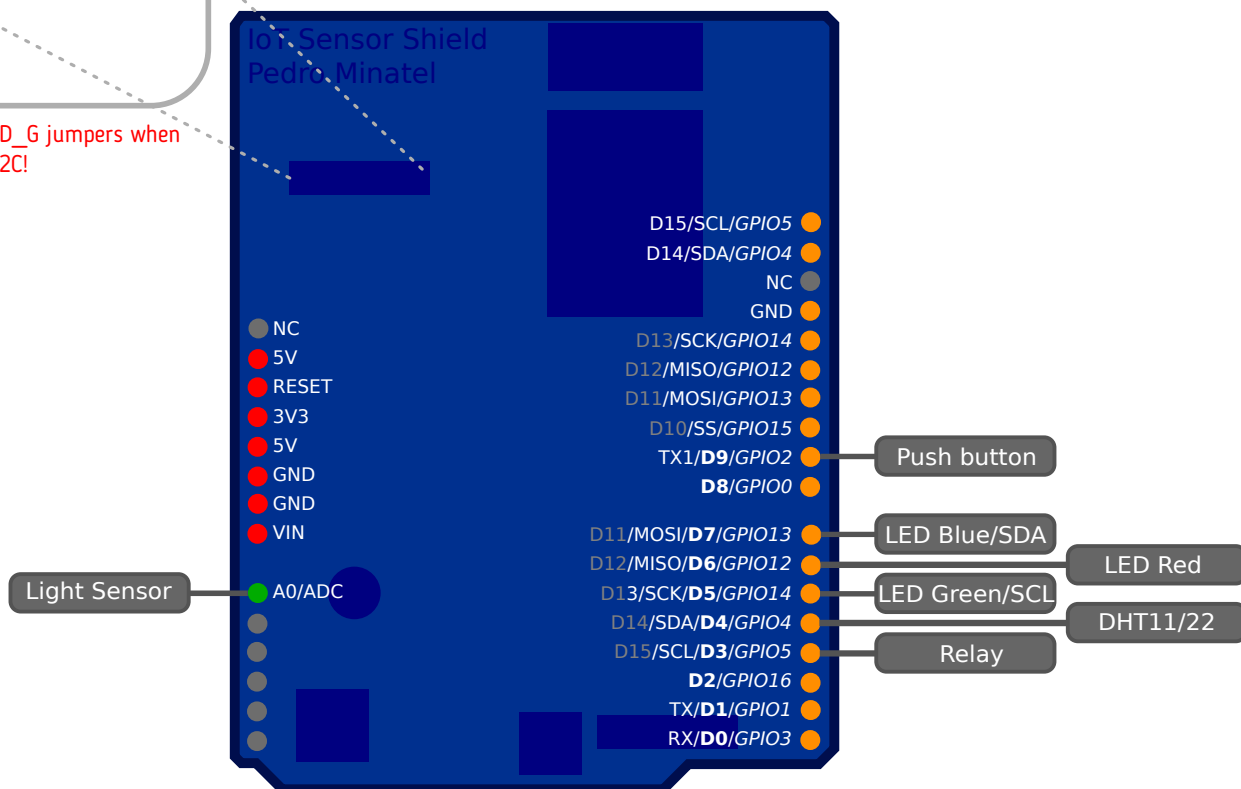 IoT Sensor Shield
Pedro Minatel
D_G jumpers when
2C!
D15/SCL/GPIO5
D14/SDA/GPIO4
NC
GND
D13/SCK/GPIO14
D12/MISO/GPIO12
D11/MOSI/GPIO13
D10/SS/GPIO15
TX1/D9/GPIO2
D8/GPIO0
D11/MOSI/D7/GPIO13
D12/MISO/D6/GPIO12
D13/SCK/D5/GPIO14
D14/SDA/D4/GPIO4
D15/SCL/D3/GPIO5
D2/GPIO16
TX/D1/GPIO1
RX/D0/GPIO3
NC
5V
RESET
3V3
5V
GND
GND
VIN
A0/ADC
Light Sensor
Push button
LED Blue/SDA
LED Red
LED Green/SCL
DHT11/22
Relay